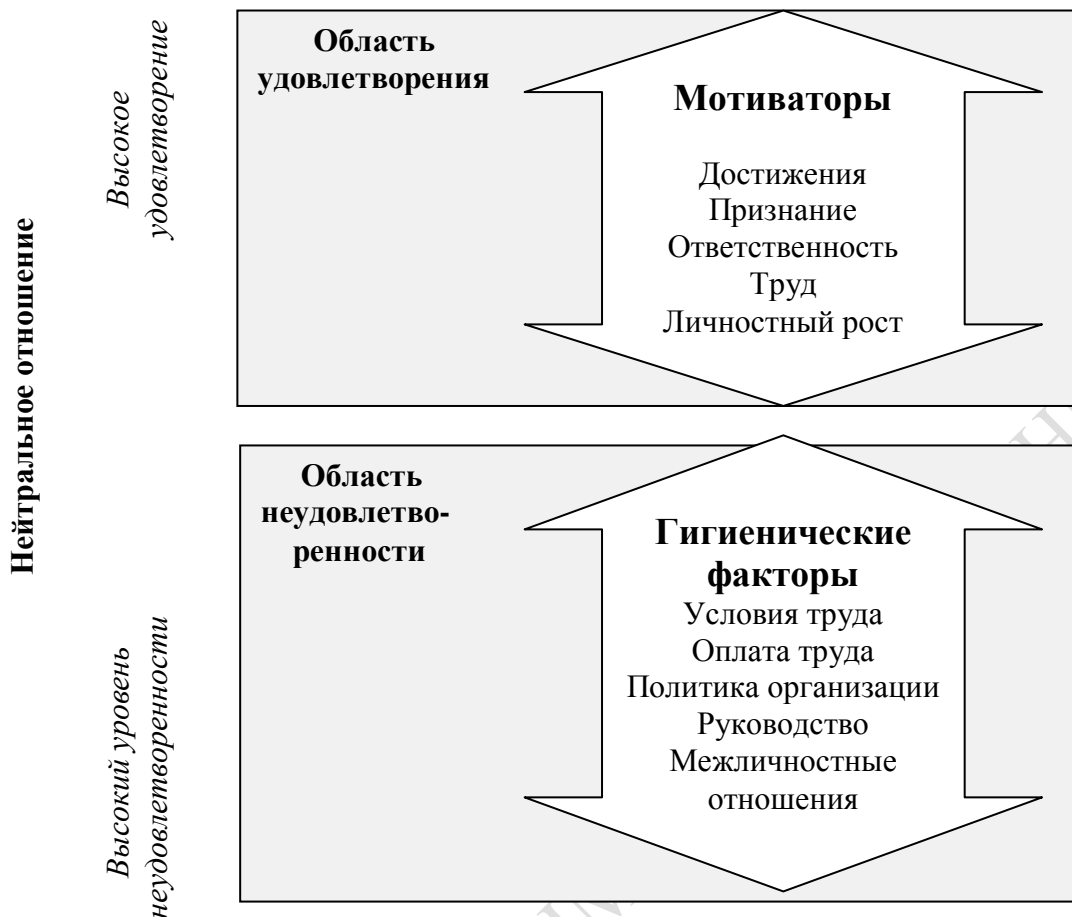 Нейтральное отношение
Высокое
удовлетворение
Область
удовлетворения
Мотиваторы
Достижения
Признание
Ответственность
Труд
Личностный рост
Высокий уровень
неудовлетворенности
Область
неудовлетво-
ренности
Гигиенические
факторы
Условия труда
Оплата труда
Политика организации
Руководство
Межличностные
отношения